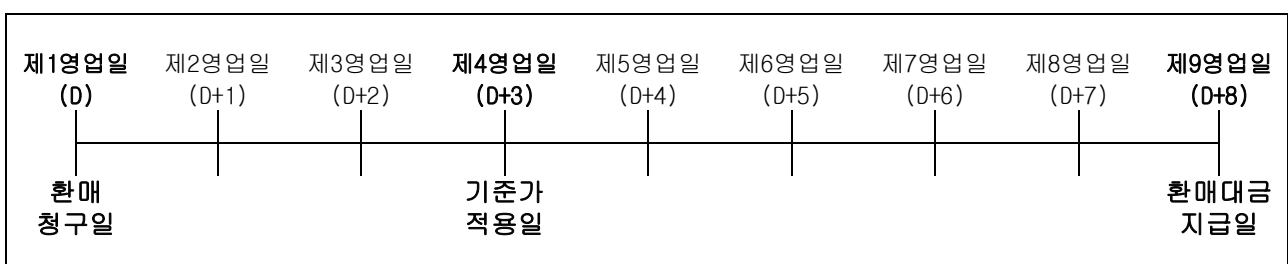 제1영업일 제2영업일 제3영업일 제4영업일 제5영업일 제6영업일 제7영업일 제8영업일 제9영업일
(D) (D+1) (D+2) (D+3) (D+4) (D+5) (D+6) (D+7) (D+8)
환매 기준가 환매대금
청구일 적용일 지급일